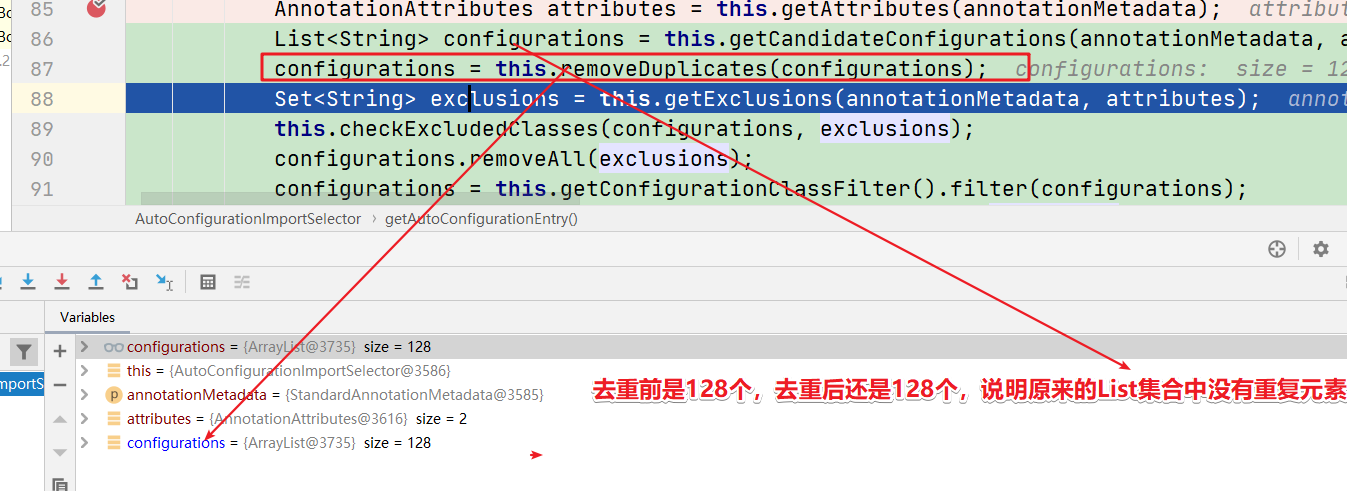 85 AnnotationAttributes attributes = this.getAttributes(annotationMetadata); attribut
86 List<String> configurations = this.getCandidateConfigurations(annotationMetadata, a
87 configurations = this.removeDuplicates(configurations); configurations: size = 12
88 Set<String> exclusions = this.getExclusions(annotationMetadata, attributes); annot
89 this.checkExcludedClasses(configurations, exclusions);
90 configurations.removeAll(exclusions);
91 configurations = this.getConfigurationClassFilter().filter(configurations);
AutoConfigurationImportSelector › getAutoConfigurationEntry()
Variables
configurations = {ArrayList@3735} size = 128
this = {AutoConfigurationImportSelector@3586}
mportS
p annotationMetadata = {StandardAnnotationMetadata@3585}
去重前是128个，去重后还是128个，说明原来的List集合中没有重复元素
attributes = {AnnotationAttributes@3616} size = 2
configurations = {ArrayList@3735} size = 128